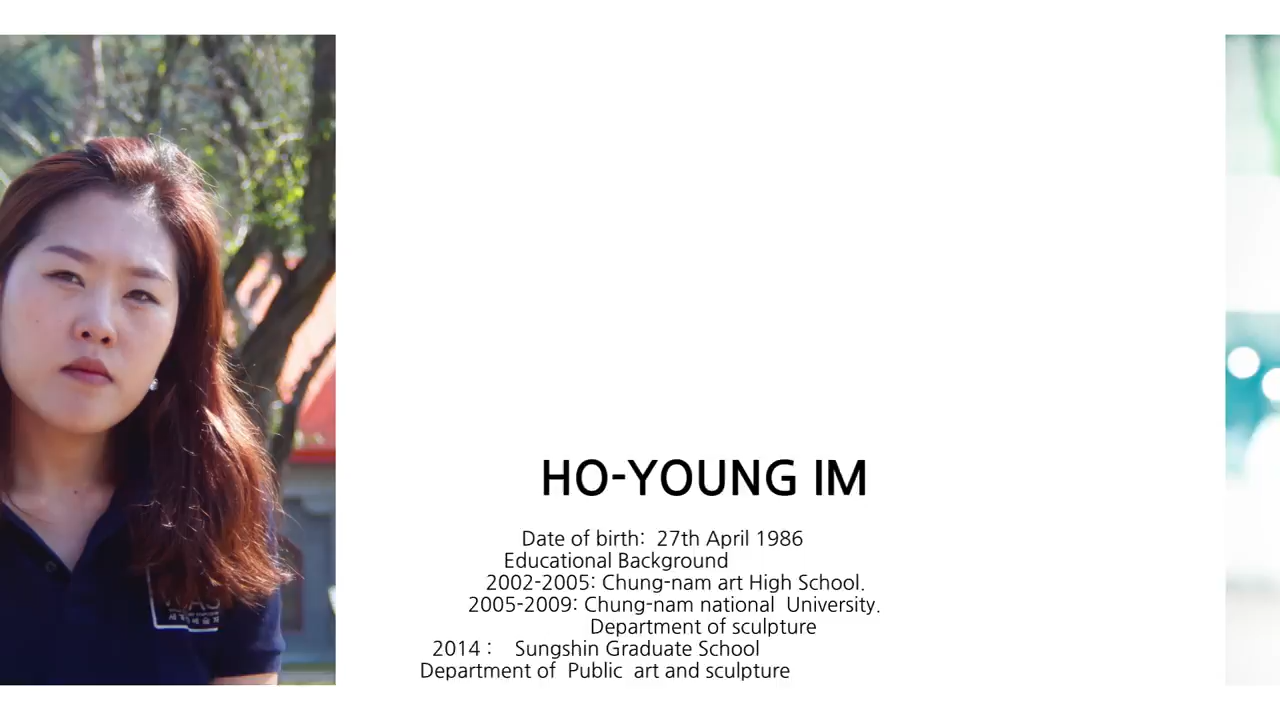 HO-YOUNG IM
Date of birth: 27th April 1986
Educational Background
2002-2005: Chung-nam art High School.
2005-2009: Chung-nam national University.
Department of sculpture
2014 : Sungshin Graduate School
Department of Public art and sculpture